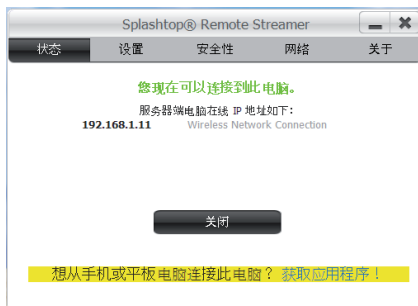 Splashtop® Remote Streamer
状态 设置 安全性 网络 关于
您现在可以连接到此电脑。
服务器端电脑在线 IP 地址如下:
192.168.1.11 Wireless Network Connection
关闭
想从手机或平板电脑连接此电脑？ 获取应用程序！